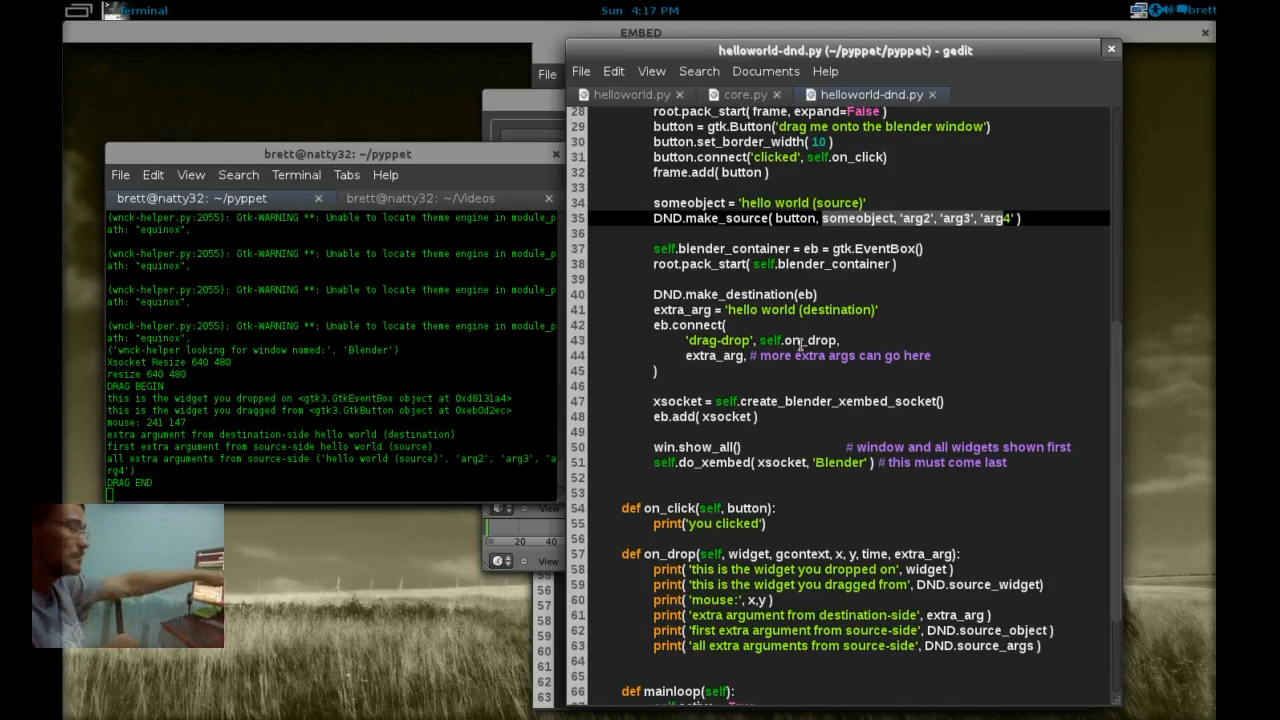 Terminal
Sun 4:17 PM
brett
EMBED
File
brett@natty32: ~/pyppet
File Edit View Search Terminal Tabs Help
brett@natty32: ~/pyppet
brett@natty32: ~/Videos
(wnck-helper.py:2055): Gtk-WARNING **: Unable to locate theme engine in module_p
ath: "equinox",
(wnck-helper.py:2055): Gtk-WARNING **: Unable to locate theme engine in module_p
ath: "equinox",
(wnck-helper.py:2055): Gtk-WARNING **: Unable to locate theme engine in module_p
ath: "equinox",
(wnck-helper.py:2055): Gtk-WARNING **: Unable to locate theme engine in module_p
ath: "equinox",
('wnck-helper looking for window named:', 'Blender')
Xsocket Resize 640 480
resize 640 480
DRAG BEGIN
this is the widget you dropped on <gtk3.GtkEventBox object at 0xd8131a4>
this is the widget you dragged from <gtk3.GtkButton object at 0xeb0d2ec>
mouse: 241 147
extra argument from destination-side hello world (destination)
first extra argument from source-side hello world (source)
all extra arguments from source-side ('hello world (source)', 'arg2', 'arg3', 'a
rg4')
DRAG END
View
20 40
View
55
56
57
58
59
60
61
62
63
helloworld-dnd.py (~/pyppet/pyppet) - gedit
File Edit View Search Documents Help
helloworld.py
core.py
helloworld-dnd.py
28 root.pack_start( frame, expand=False )
29 button = gtk.Button('drag me onto the blender window')
30 button.set_border_width( 10 )
31 button.connect('clicked', self.on_click)
32 frame.add( button )
33
34 someobject = 'hello world (source)'
35 DND.make_source( button, someobject, 'arg2', 'arg3', 'arg4' )
36
37 self.blender_container = eb = gtk.EventBox()
38 root.pack_start( self.blender_container )
39
40 DND.make_destination(eb)
41 extra_arg = 'hello world (destination)'
42 eb.connect(
43 'drag-drop', self.on_drop,
44 extra_arg, # more extra args can go here
45 )
46
47 xsocket = self.create_blender_xembed_socket()
48 eb.add( xsocket )
49
50 win.show_all() # window and all widgets shown first
51 self.do_xembed( xsocket, 'Blender' ) # this must come last
52
53
54 def on_click(self, button):
55 print('you clicked')
56
57 def on_drop(self, widget, gcontext, x, y, time, extra_arg):
58 print( 'this is the widget you dropped on', widget )
59 print( 'this is the widget you dragged from', DND.source_widget)
60 print( 'mouse:', x,y )
61 print( 'extra argument from destination-side', extra_arg )
62 print( 'first extra argument from source-side', DND.source_object )
63 print( 'all extra arguments from source-side', DND.source_args )
64
65
66 def mainloop(self):